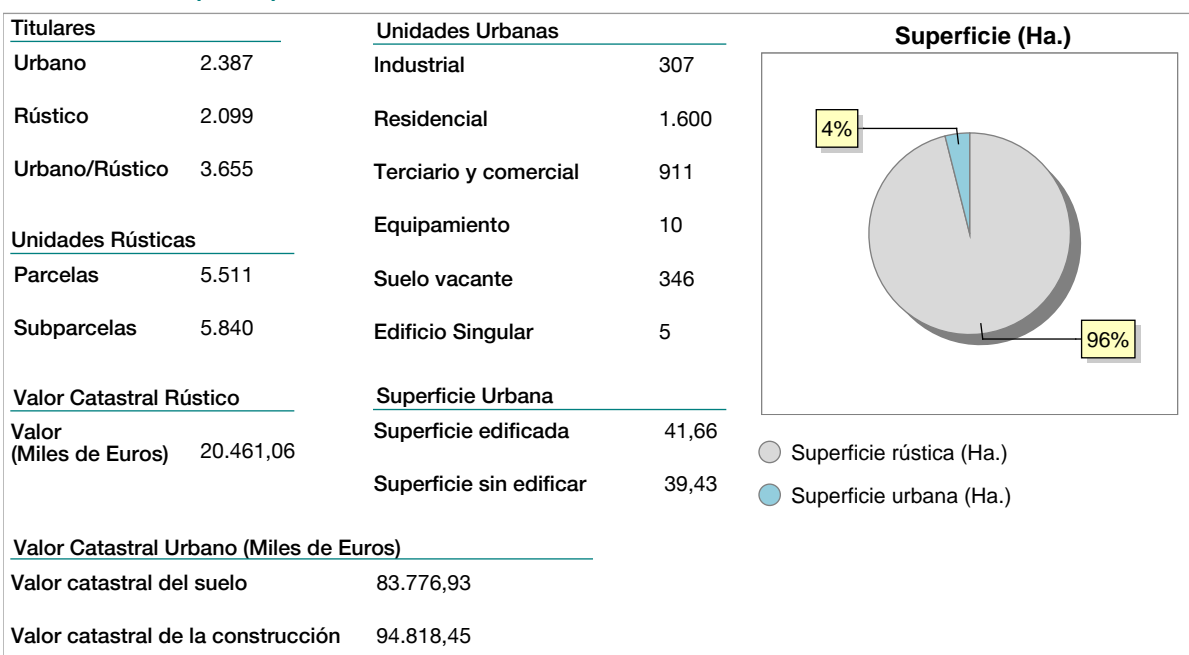 Titulares
Urbano 2.387
Rústico 2.099
Urbano/Rústico 3.655
Unidades Rústicas
Parcelas 5.511
Subparcelas 5.840
Valor Catastral Rústico
Valor
(Miles de Euros) 20.461,06
Unidades Urbanas
Industrial 307
Residencial 1.600
Terciario y comercial 911
Equipamiento 10
Suelo vacante 346
Edificio Singular 5
Superficie Urbana
Superficie edificada 41,66
Superficie sin edificar 39,43
Valor Catastral Urbano (Miles de Euros)
Valor catastral del suelo 83.776,93
Valor catastral de la construcción 94.818,45
Superficie (Ha.)
4%
96%
Superficie rústica (Ha.)
Superficie urbana (Ha.)